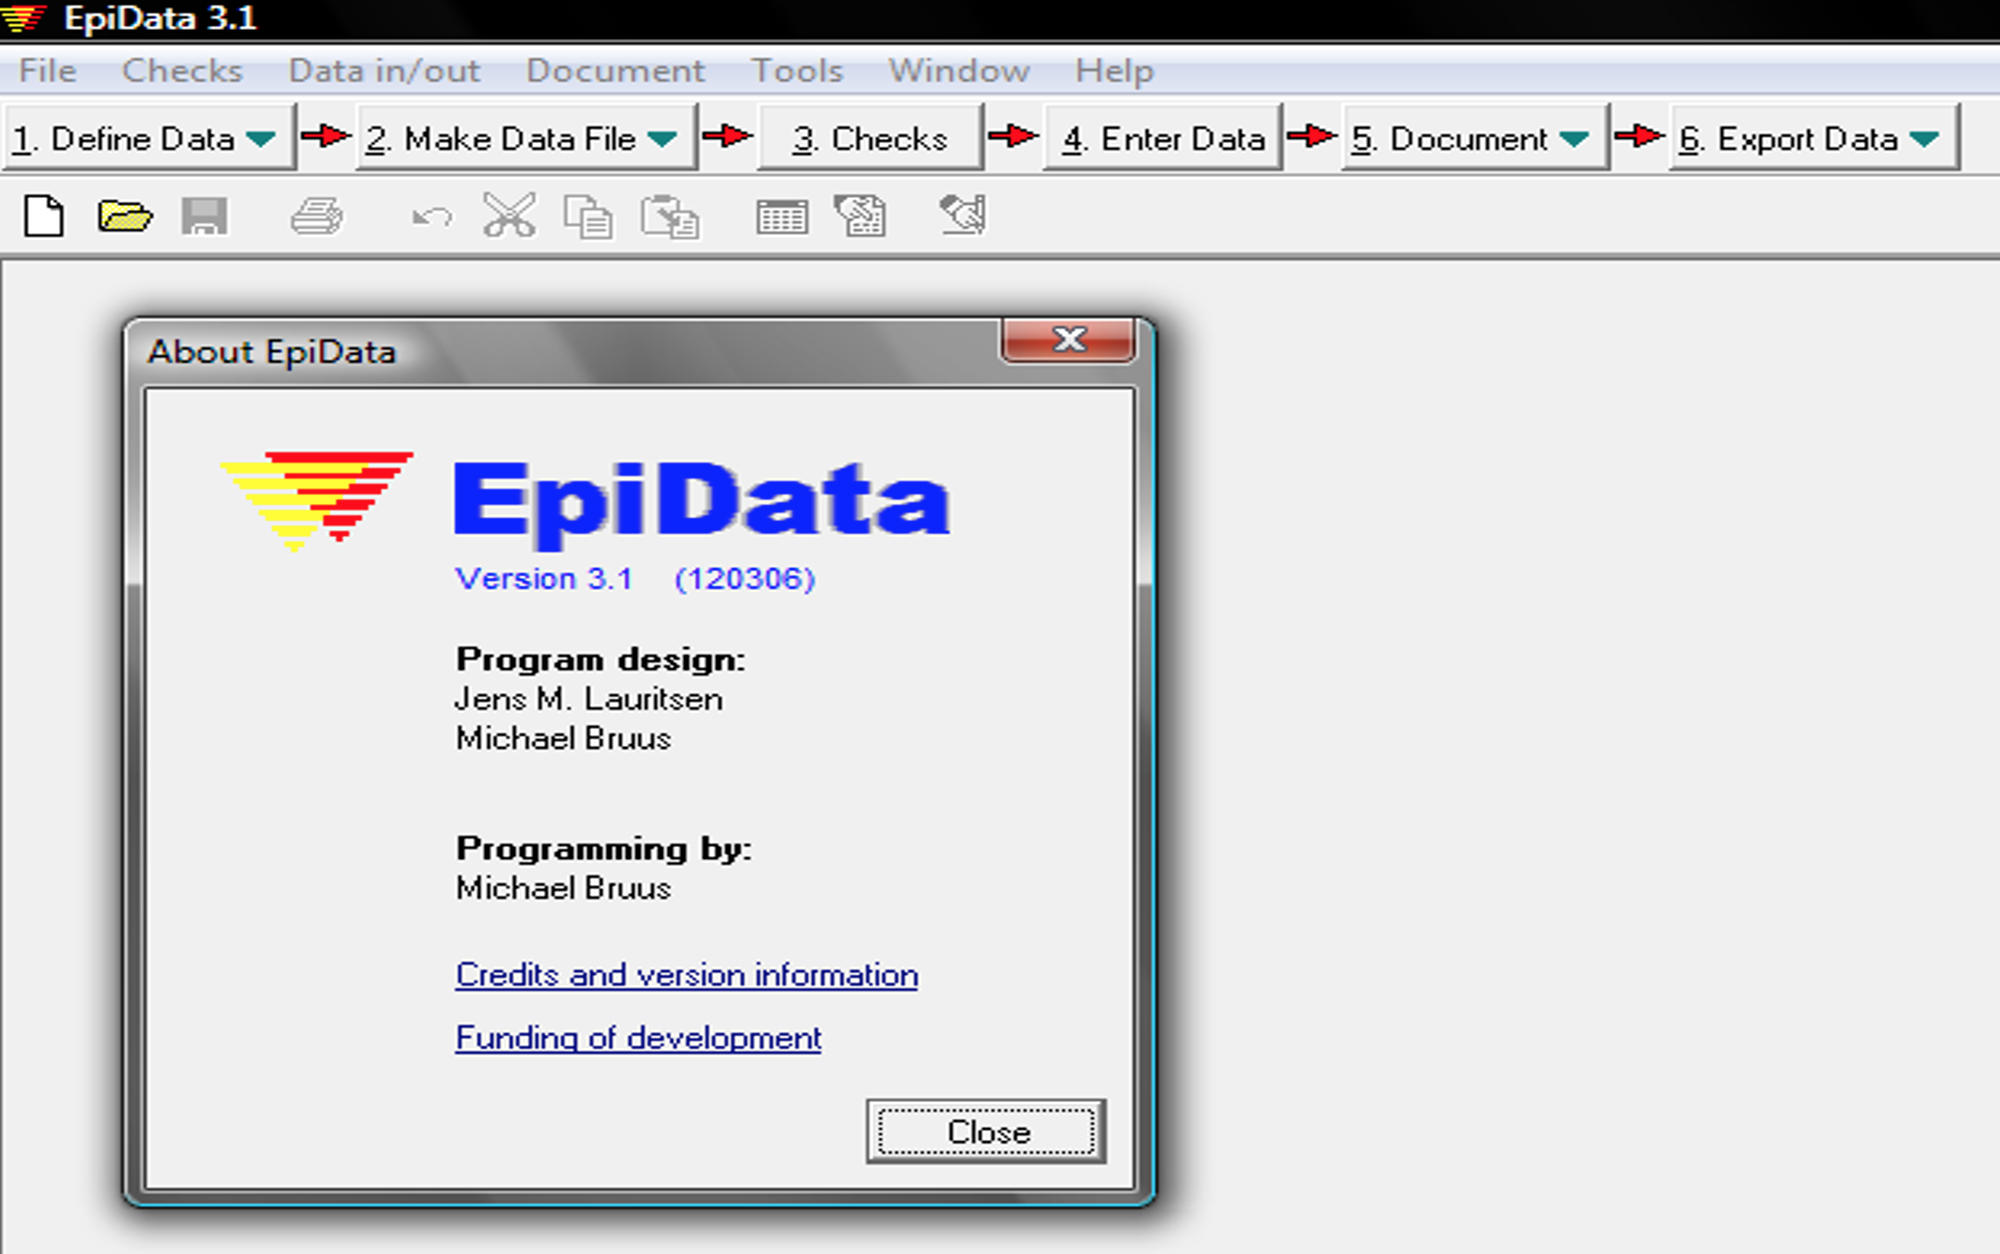 EpiData 3.1
File Checks Data in/out Document Tools Window Help
1. Define Data 2. Make Data File 3. Checks 4. Enter Data 5. Document 6. Export Data
About EpiData
EpiData
Version 3.1 (120306)
Program design:
Jens M. Lauritsen
Michael Bruus
Programming by:
Michael Bruus
Credits and version information
Funding of development
Close